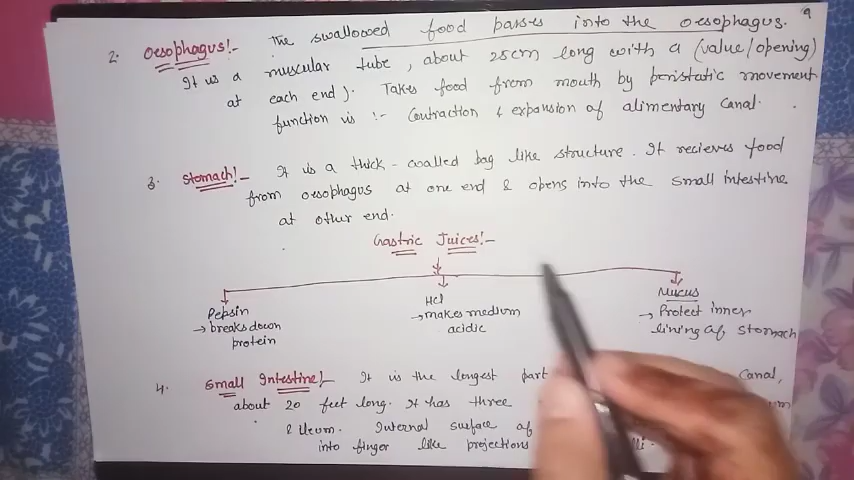 9
2. Oesophagus!- The swallowed food passes into the oesophagus.
It is a muscular tube, about 25cm long with a (value/opening)
at each end). Takes food from mouth by peristatic movement
function is :- Contraction & expansion of alimentary canal.
3. Stomach!- It is a thick-walled bag like structure. It recieves food
from oesophagus at one end & opens into the small intestine
at other end.
Gastric Juices!-
Pepsin HCl Mucus
→ breaks down → makes medium → Protect inner
protein acidic lining of stomach
4. Small Intestine!- It is the longest part canal,
about 20 feet long. It has three
& Ileum. Internal surface of
into finger like projections